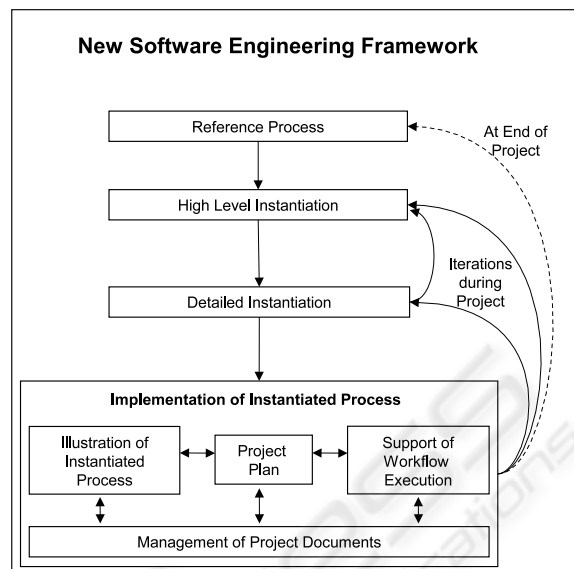 New Software Engineering Framework
Reference Process
At End of
Project
High Level Instantiation
Iterations
during
Project
Detailed Instantiation
Implementation of Instantiated Process
Illustration of
Instantiated
Process
Project
Plan
Support of
Workflow
Execution
Management of Project Documents